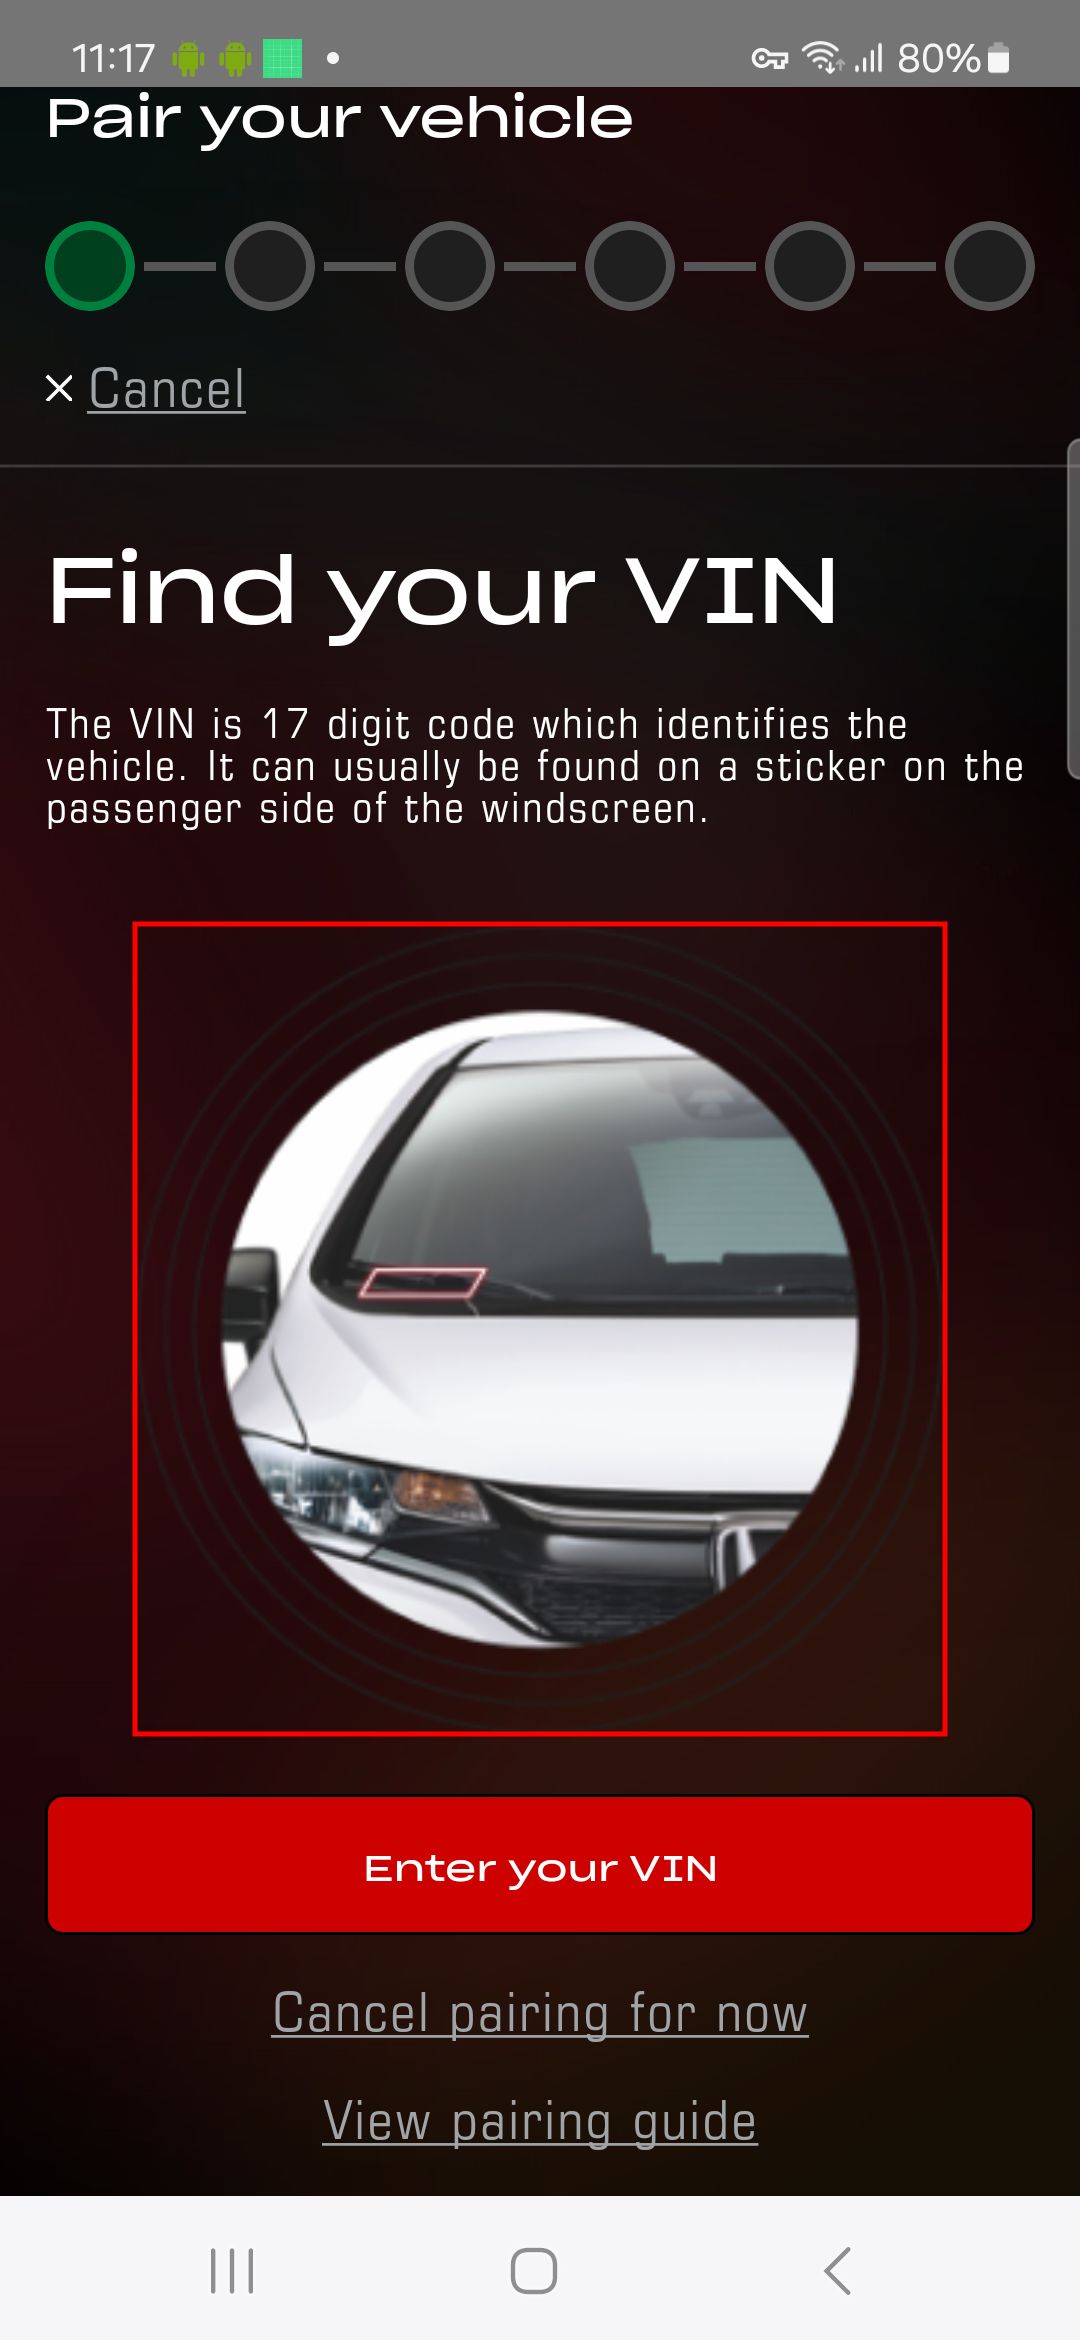 11:17
80%
Pair your vehicle
Cancel
Find your VIN
The VIN is 17 digit code which identifies the
vehicle. It can usually be found on a sticker on the
passenger side of the windscreen.
Enter your VIN
Cancel pairing for now
View pairing guide